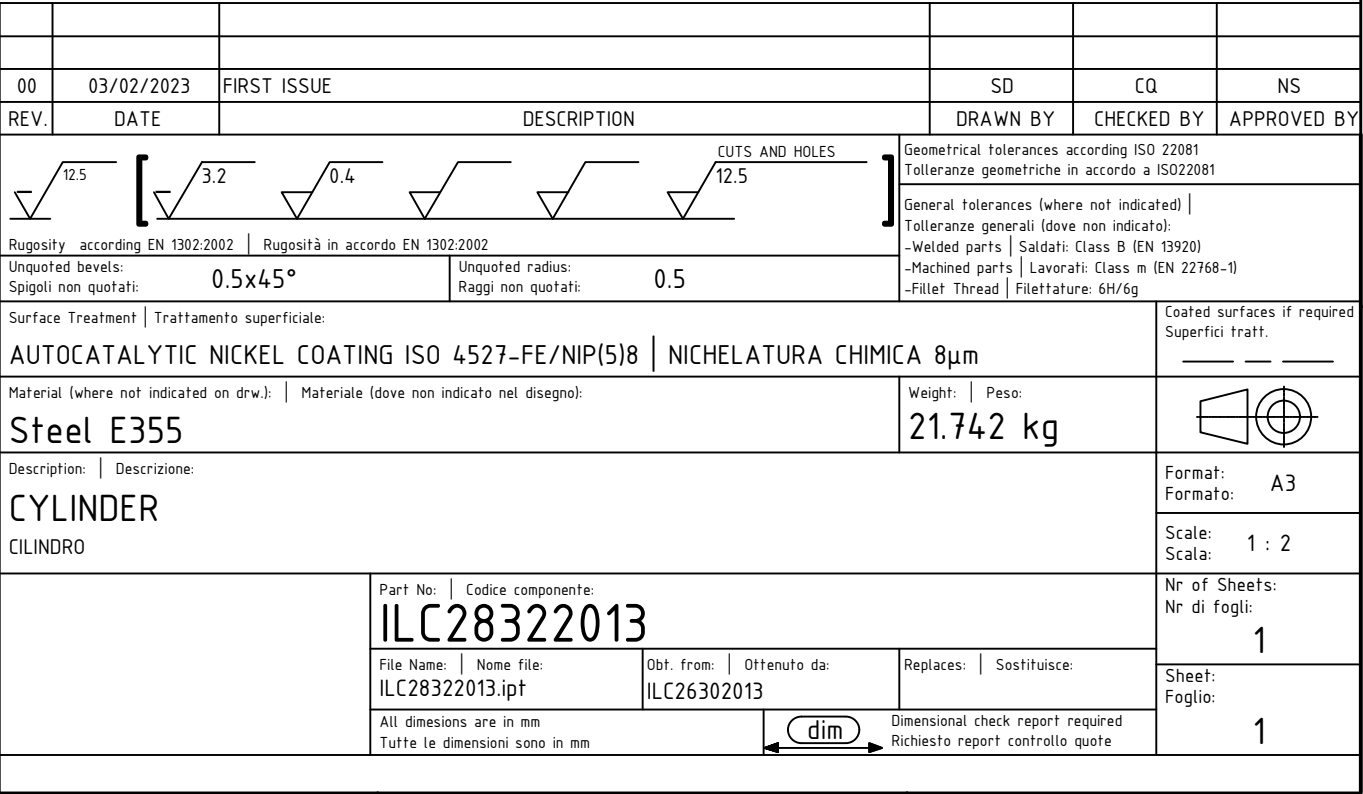 00 03/02/2023 FIRST ISSUE SD CQ NS
REV. DATE DESCRIPTION DRAWN BY CHECKED BY APPROVED BY
12.5 3.2 0.4 CUTS AND HOLES 12.5
Rugosity according EN 1302:2002 | Rugosità in accordo EN 1302:2002
Geometrical tolerances according ISO 22081
Tolleranze geometriche in accordo a ISO22081
General tolerances (where not indicated) |
Tolleranze generali (dove non indicato):
-Welded parts | Saldati: Class B (EN 13920)
-Machined parts | Lavorati: Class m (EN 22768-1)
-Fillet Thread | Filettature: 6H/6g
Unquoted bevels:
Spigoli non quotati:
0.5x45°
Unquoted radius:
Raggi non quotati:
0.5
Surface Treatment | Trattamento superficiale:
AUTOCATALYTIC NICKEL COATING ISO 4527-FE/NIP(5)8 | NICHELATURA CHIMICA 8µm
Coated surfaces if required
Superfici tratt.
Material (where not indicated on drw.): | Materiale (dove non indicato nel disegno):
Steel E355
Weight: | Peso:
21.742 kg
Description: | Descrizione:
CYLINDER
CILINDRO
Format:
Formato:
A3
Scale:
Scala:
1 : 2
Part No: | Codice componente:
ILC28322013
Nr of Sheets:
Nr di fogli:
1
File Name: | Nome file:
ILC28322013.ipt
Obt. from: | Ottenuto da:
ILC26302013
Replaces: | Sostituisce:
Sheet:
Foglio:
1
All dimesions are in mm
Tutte le dimensioni sono in mm
dim
Dimensional check report required
Richiesto report controllo quote